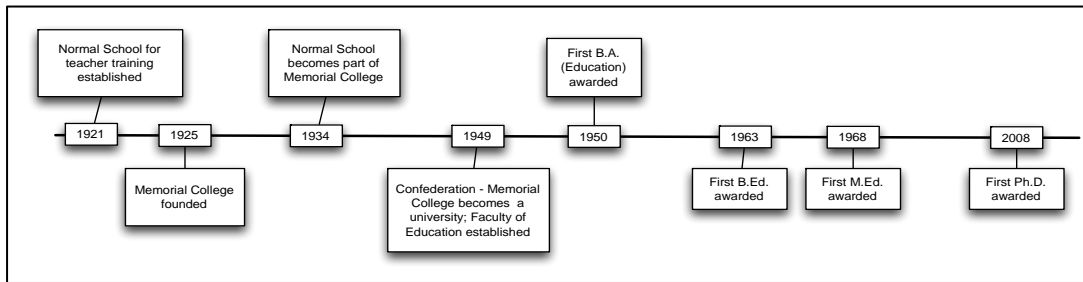 Normal School for
teacher training
established
Normal School
becomes part of
Memorial College
First B.A.
(Education)
awarded
1921
1925
1934
1949
1950
1963
1968
2008
Memorial College
founded
Confederation - Memorial
College becomes a
university; Faculty of
Education established
First B.Ed.
awarded
First M.Ed.
awarded
First Ph.D.
awarded